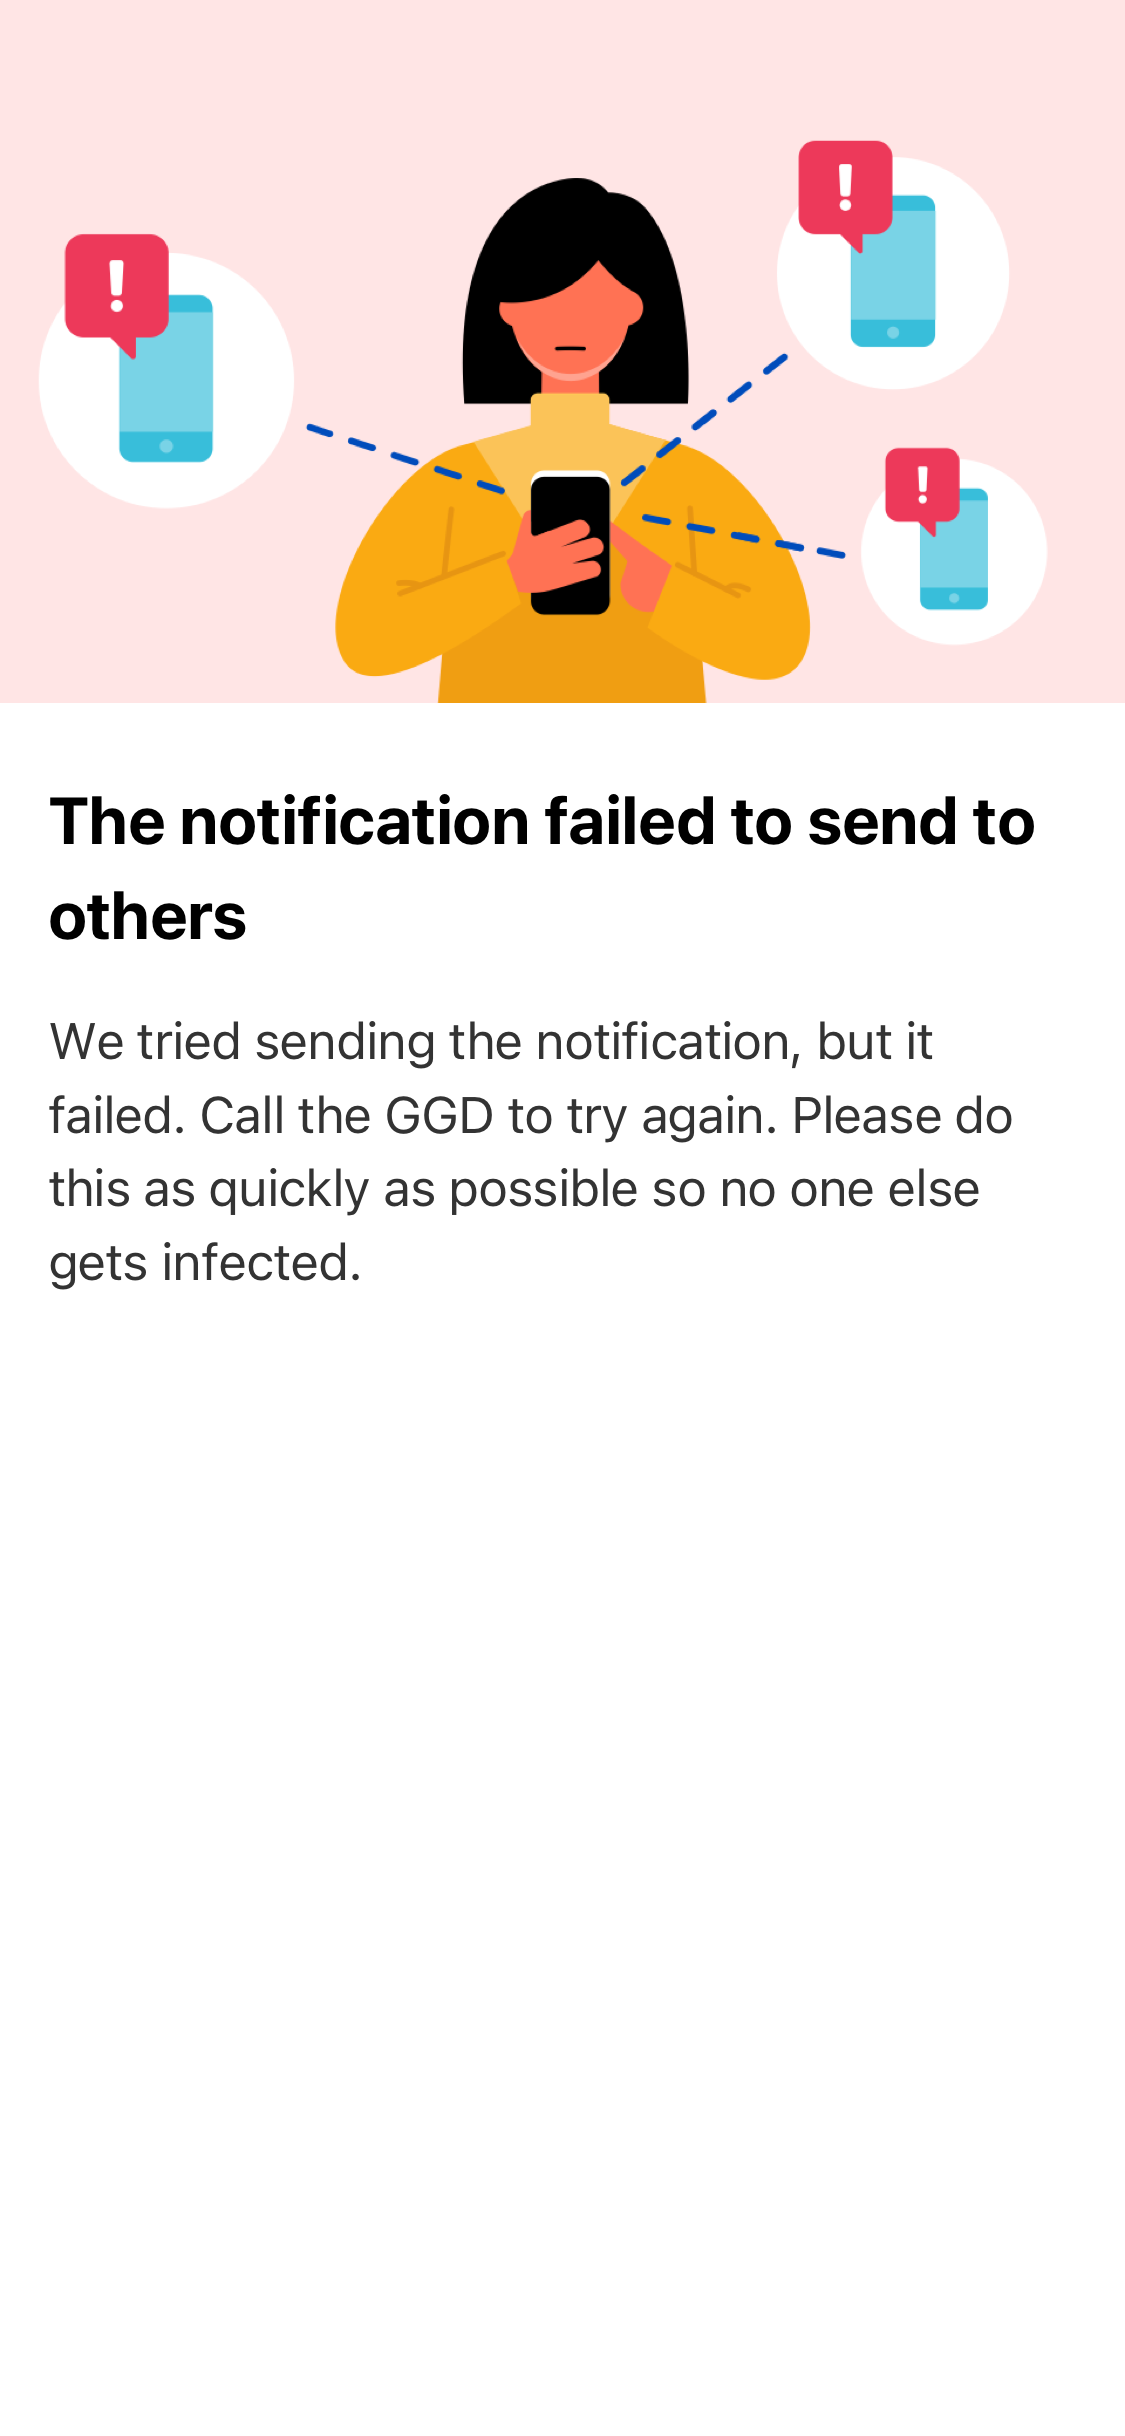 The notification failed to send to
others
We tried sending the notification, but it
failed. Call the GGD to try again. Please do
this as quickly as possible so no one else
gets infected.